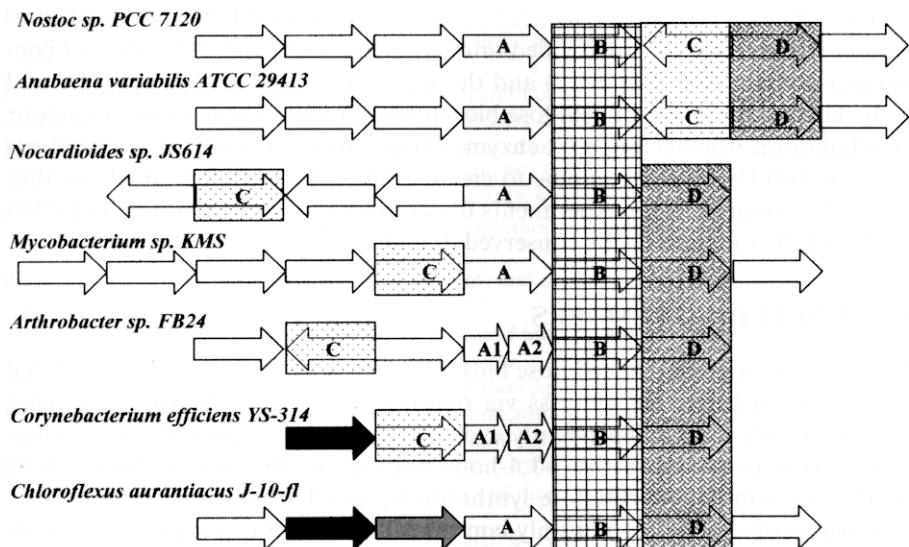 Nostoc sp. PCC 7120
A B C D
Anabaena variabilis ATCC 29413
A B C D
Nocardioides sp. JS614
C A B D
Mycobacterium sp. KMS
C A B D
Arthrobacter sp. FB24
C A1 A2 B D
Corynebacterium efficiens YS-314
C A1 A2 B D
Chloroflexus aurantiacus J-10-fl
A B D